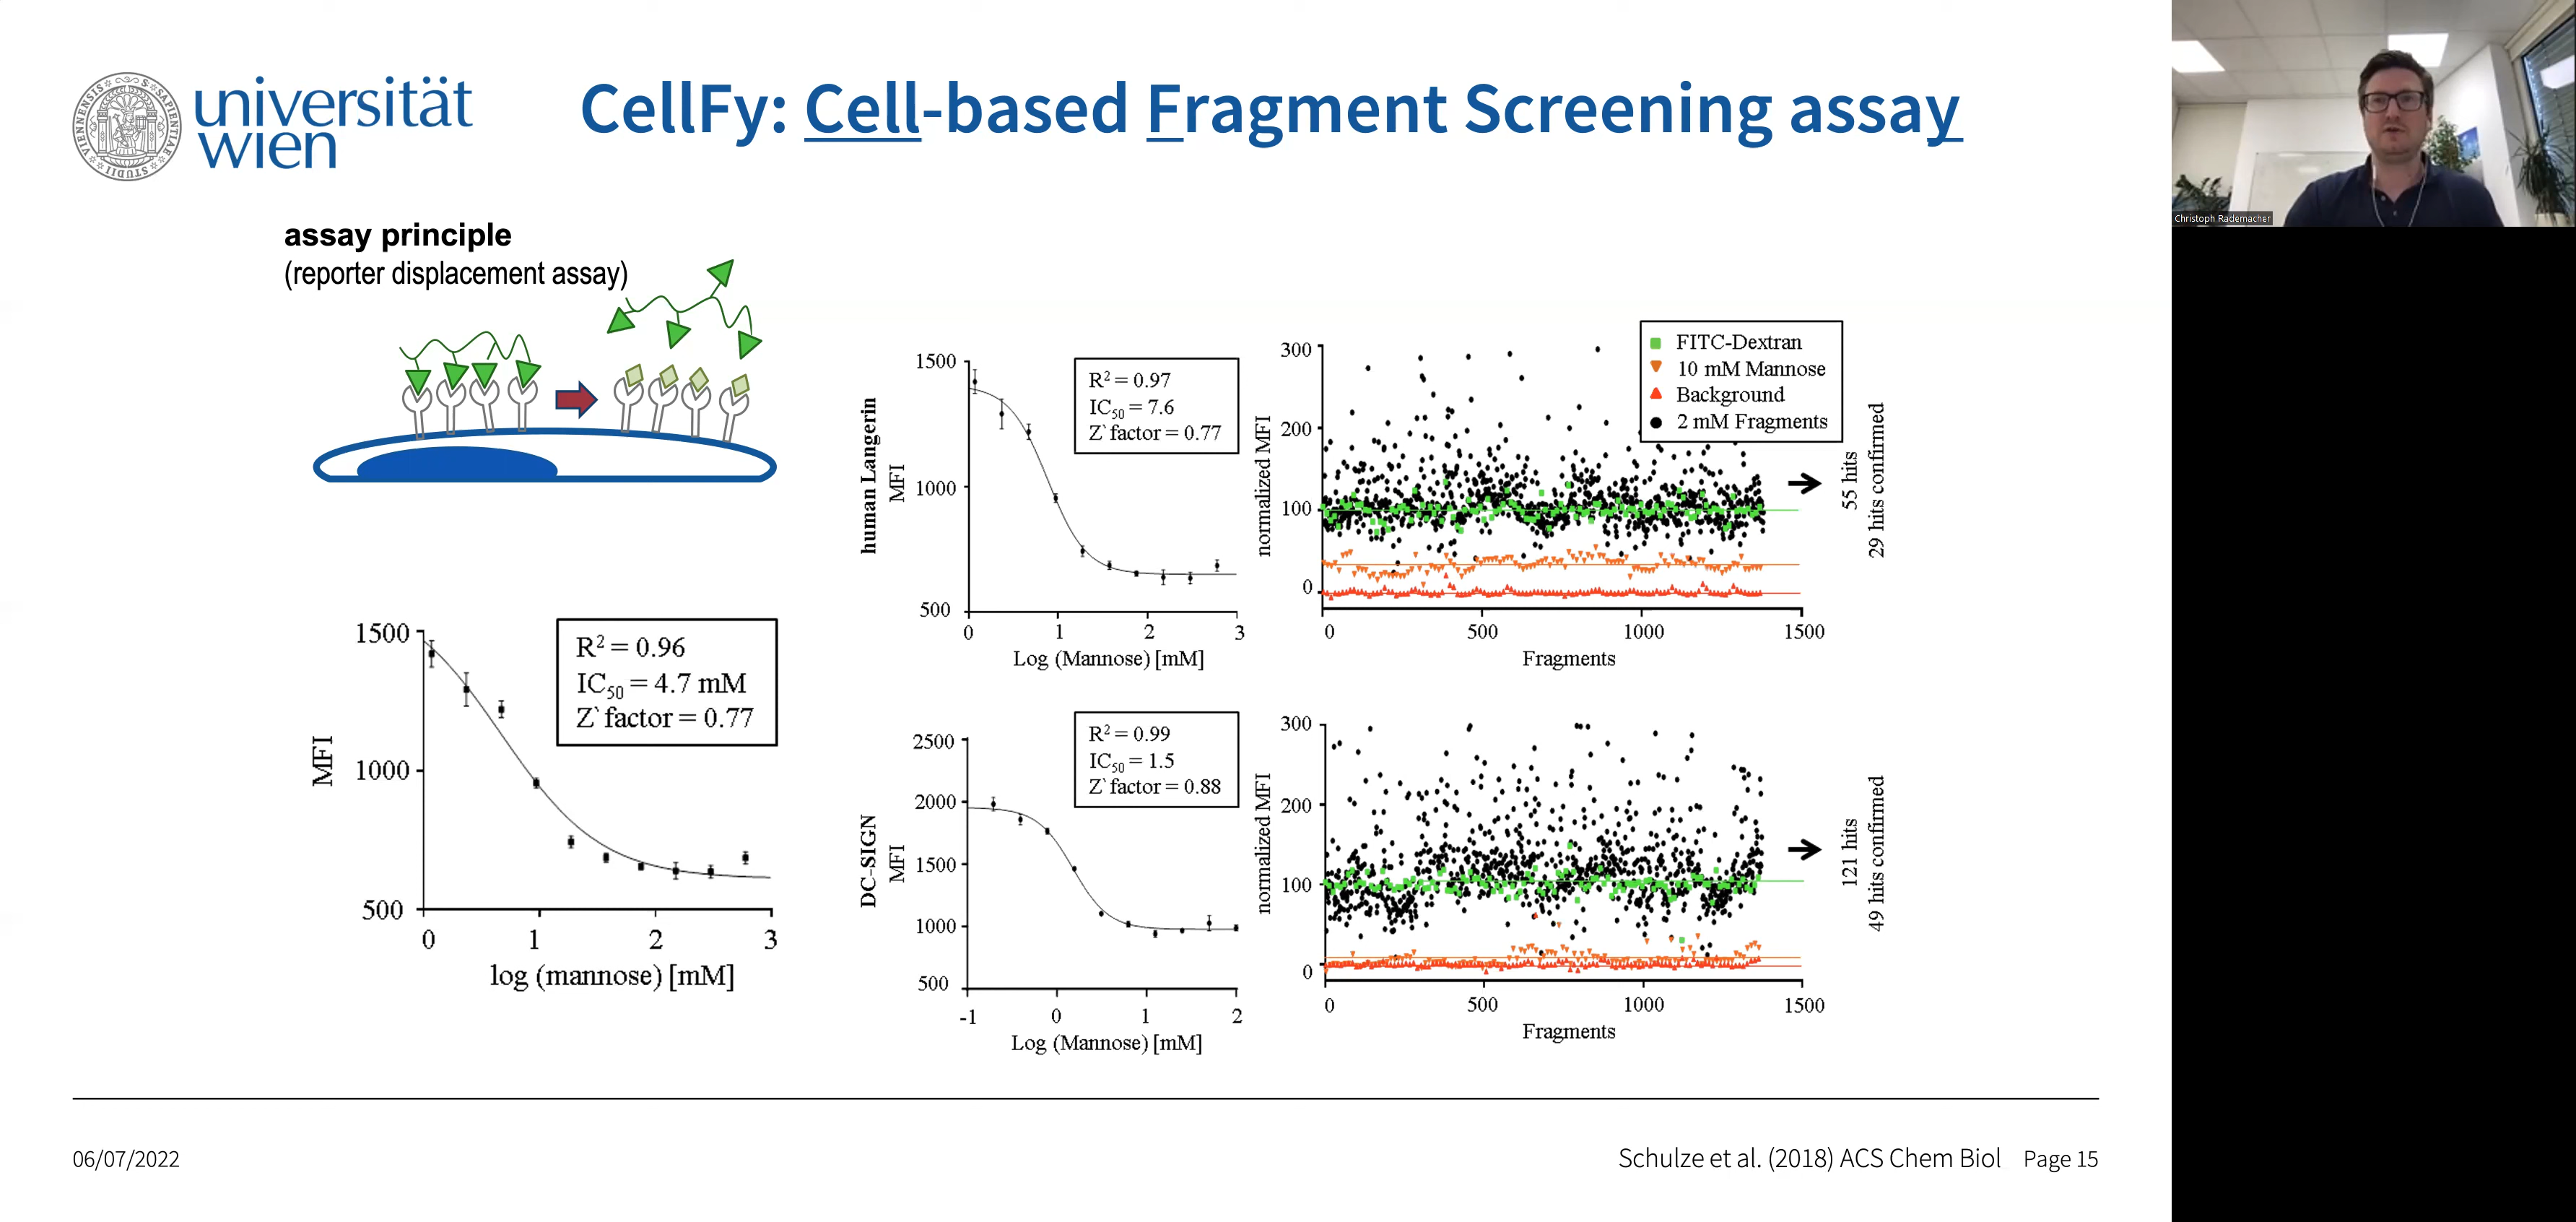 universität
wien
CellFy: Cell-based Fragment Screening assay
Christoph Rademacher
assay principle
(reporter displacement assay)
1500
1000
500
MFI
R² = 0.96
IC₅₀ = 4.7 mM
Z` factor = 0.77
0 1 2 3
log (mannose) [mM]
human Langerin
MFI
1500
1000
500
R² = 0.97
IC₅₀ = 7.6
Z` factor = 0.77
0 1 2 3
Log (Mannose) [mM]
normalized MFI
300
200
100
0
FITC-Dextran
10 mM Mannose
Background
2 mM Fragments
0 500 1000 1500
Fragments
55 hits
29 hits confirmed
DC-SIGN
MFI
2500
2000
1500
1000
500
R² = 0.99
IC₅₀ = 1.5
Z` factor = 0.88
-1 0 1 2
Log (Mannose) [mM]
normalized MFI
300
200
100
0
0 500 1000 1500
Fragments
121 hits
49 hits confirmed
06/07/2022
Schulze et al. (2018) ACS Chem Biol Page 15